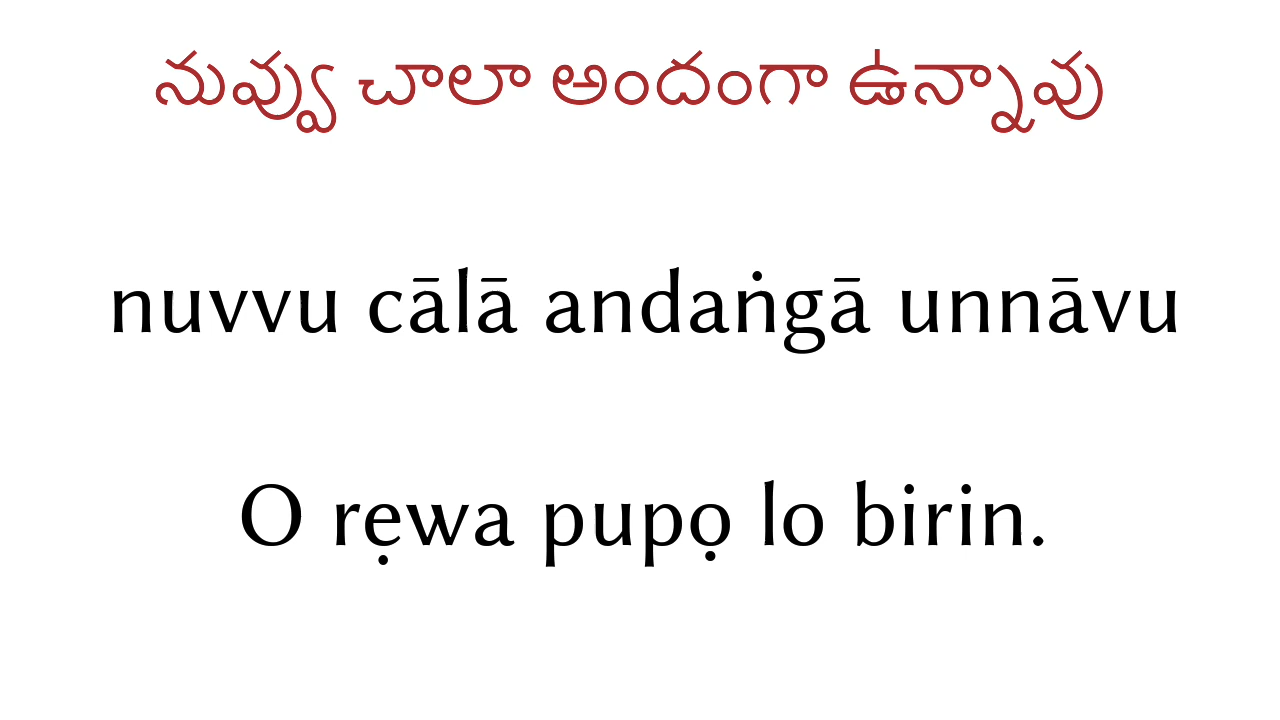 నువ్వు చాలా అందంగా ఉన్నావు
nuvvu cālā andaṅgā unnāvu
O rẹwa pupọ lo birin.